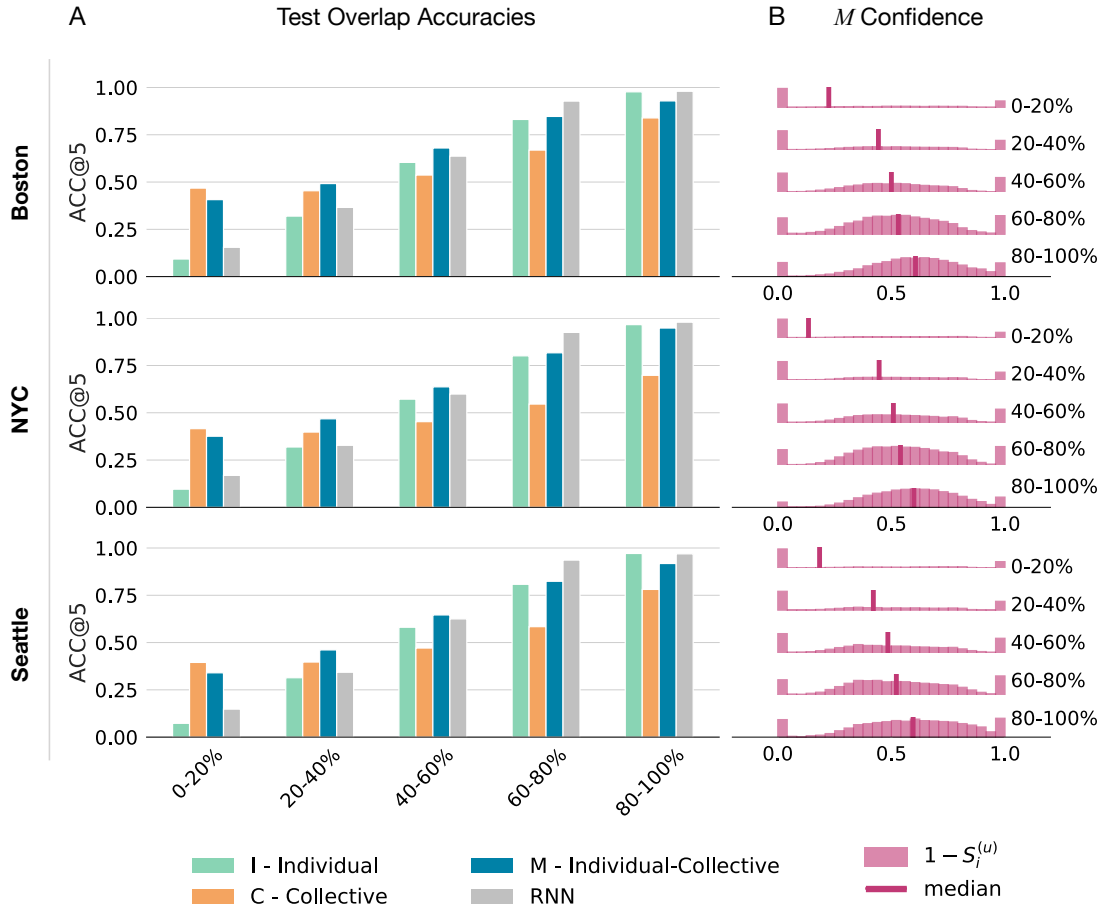 A Test Overlap Accuracies B M Confidence
Boston
ACC@5
1.00
0.75
0.50
0.25
0.00
0-20%
20-40%
40-60%
60-80%
80-100%
0.0 0.5 1.0
NYC
ACC@5
1.00
0.75
0.50
0.25
0.00
0-20%
20-40%
40-60%
60-80%
80-100%
0.0 0.5 1.0
Seattle
ACC@5
1.00
0.75
0.50
0.25
0.00
0-20%
20-40%
40-60%
60-80%
80-100%
0.0 0.5 1.0
0-20% 20-40% 40-60% 60-80% 80-100%
I - Individual M - Individual-Collective 1 − S_i^(u)
C - Collective RNN median